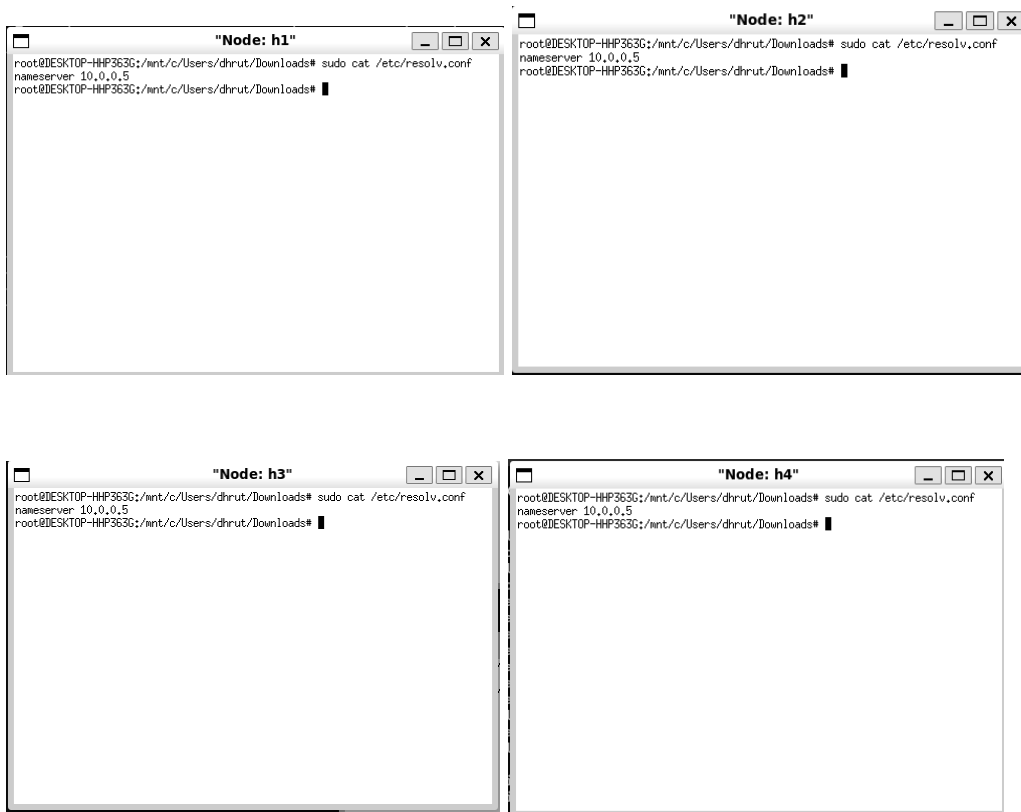 "Node: h1"
root@DESKTOP-HHP363G:/mnt/c/Users/dhrut/Downloads# sudo cat /etc/resolv.conf
nameserver 10.0.0.5
root@DESKTOP-HHP363G:/mnt/c/Users/dhrut/Downloads#
"Node: h2"
root@DESKTOP-HHP363G:/mnt/c/Users/dhrut/Downloads# sudo cat /etc/resolv.conf
nameserver 10.0.0.5
root@DESKTOP-HHP363G:/mnt/c/Users/dhrut/Downloads#
"Node: h3"
root@DESKTOP-HHP363G:/mnt/c/Users/dhrut/Downloads# sudo cat /etc/resolv.conf
nameserver 10.0.0.5
root@DESKTOP-HHP363G:/mnt/c/Users/dhrut/Downloads#
"Node: h4"
root@DESKTOP-HHP363G:/mnt/c/Users/dhrut/Downloads# sudo cat /etc/resolv.conf
nameserver 10.0.0.5
root@DESKTOP-HHP363G:/mnt/c/Users/dhrut/Downloads#